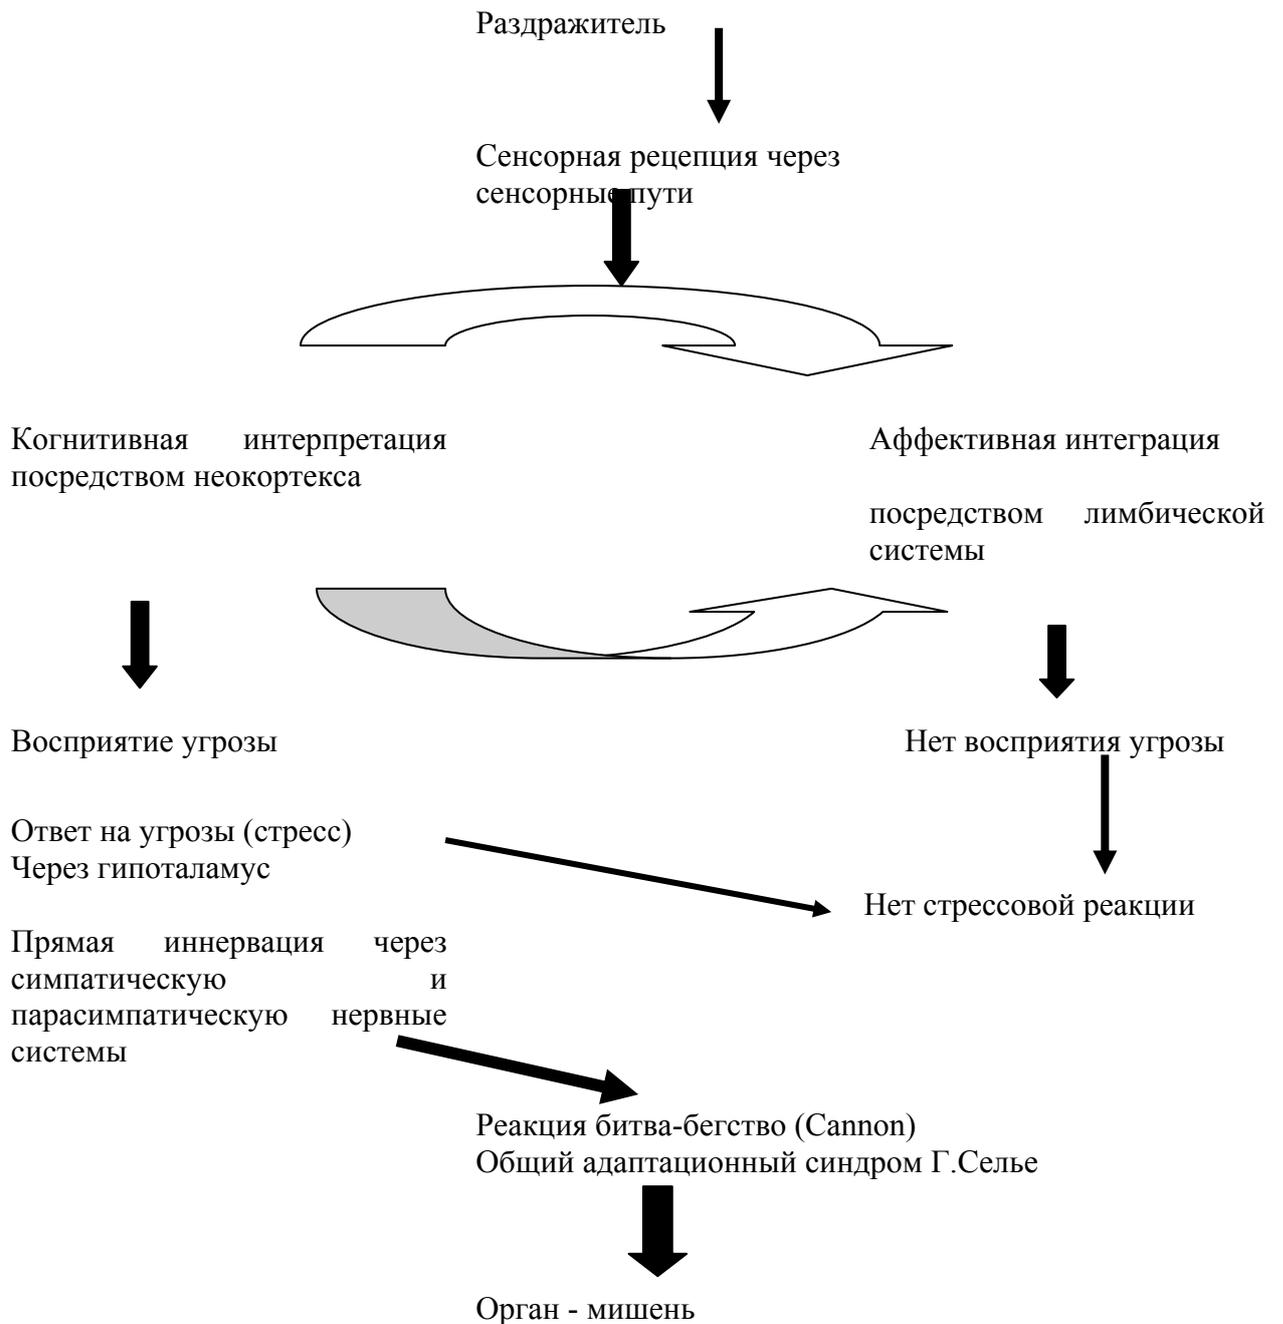 Раздражитель
Сенсорная рецепция через
сенсорные пути
Когнитивная интерпретация
посредством неокортекса
Аффективная интеграция
посредством лимбической
системы
Восприятие угрозы
Нет восприятия угрозы
Ответ на угрозы (стресс)
Через гипоталамус
Нет стрессовой реакции
Прямая иннервация через
симпатическую и
парасимпатическую нервные
системы
Реакция битва-бегство (Cannon)
Общий адаптационный синдром Г.Селье
Орган - мишень